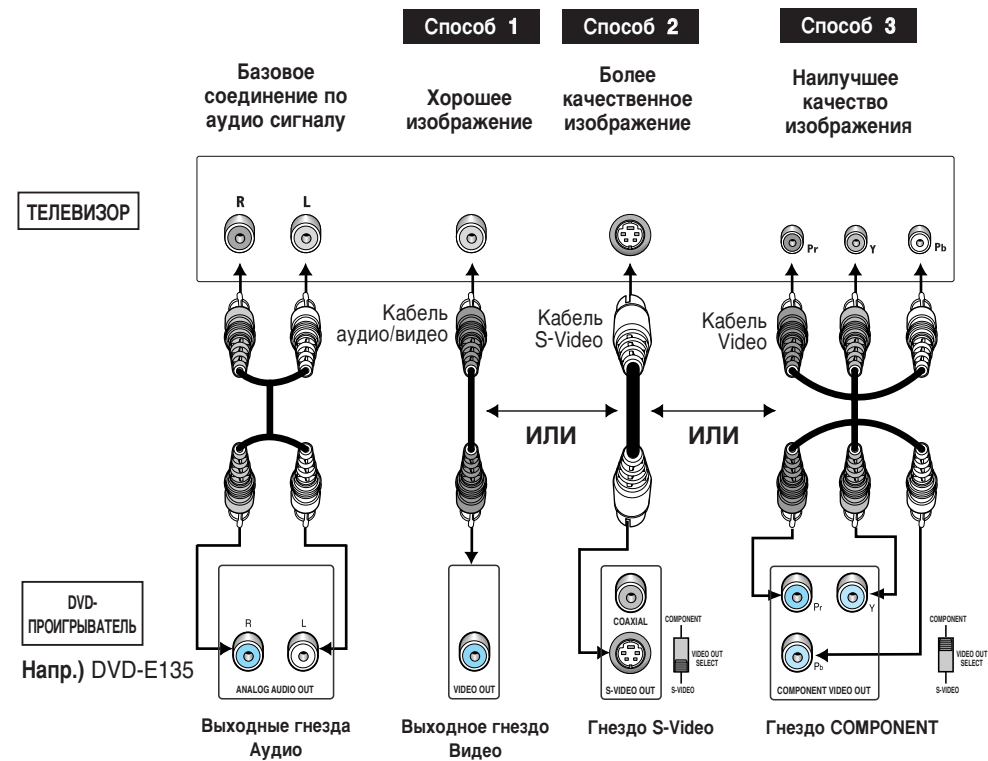 Способ 1
Способ 2
Способ 3
Базовое
соединение по
аудио сигналу
Хорошее
изображение
Более
качественное
изображение
Наилучшее
качество
изображения
ТЕЛЕВИЗОР
R
L
Pr
Y
Pb
Кабель
аудио/видео
Кабель
S-Video
Кабель
Video
ИЛИ
ИЛИ
DVD-
ПРОИГРЫВАТЕЛЬ
Напр.) DVD-E135
R
L
ANALOG AUDIO OUT
VIDEO OUT
COAXIAL
S-VIDEO OUT
COMPONENT
VIDEO OUT
SELECT
S-VIDEO
Pr
Y
Pb
COMPONENT VIDEO OUT
COMPONENT
VIDEO OUT
SELECT
S-VIDEO
Выходные гнезда
Аудио
Выходное гнездо
Видео
Гнездо S-Video
Гнездо COMPONENT